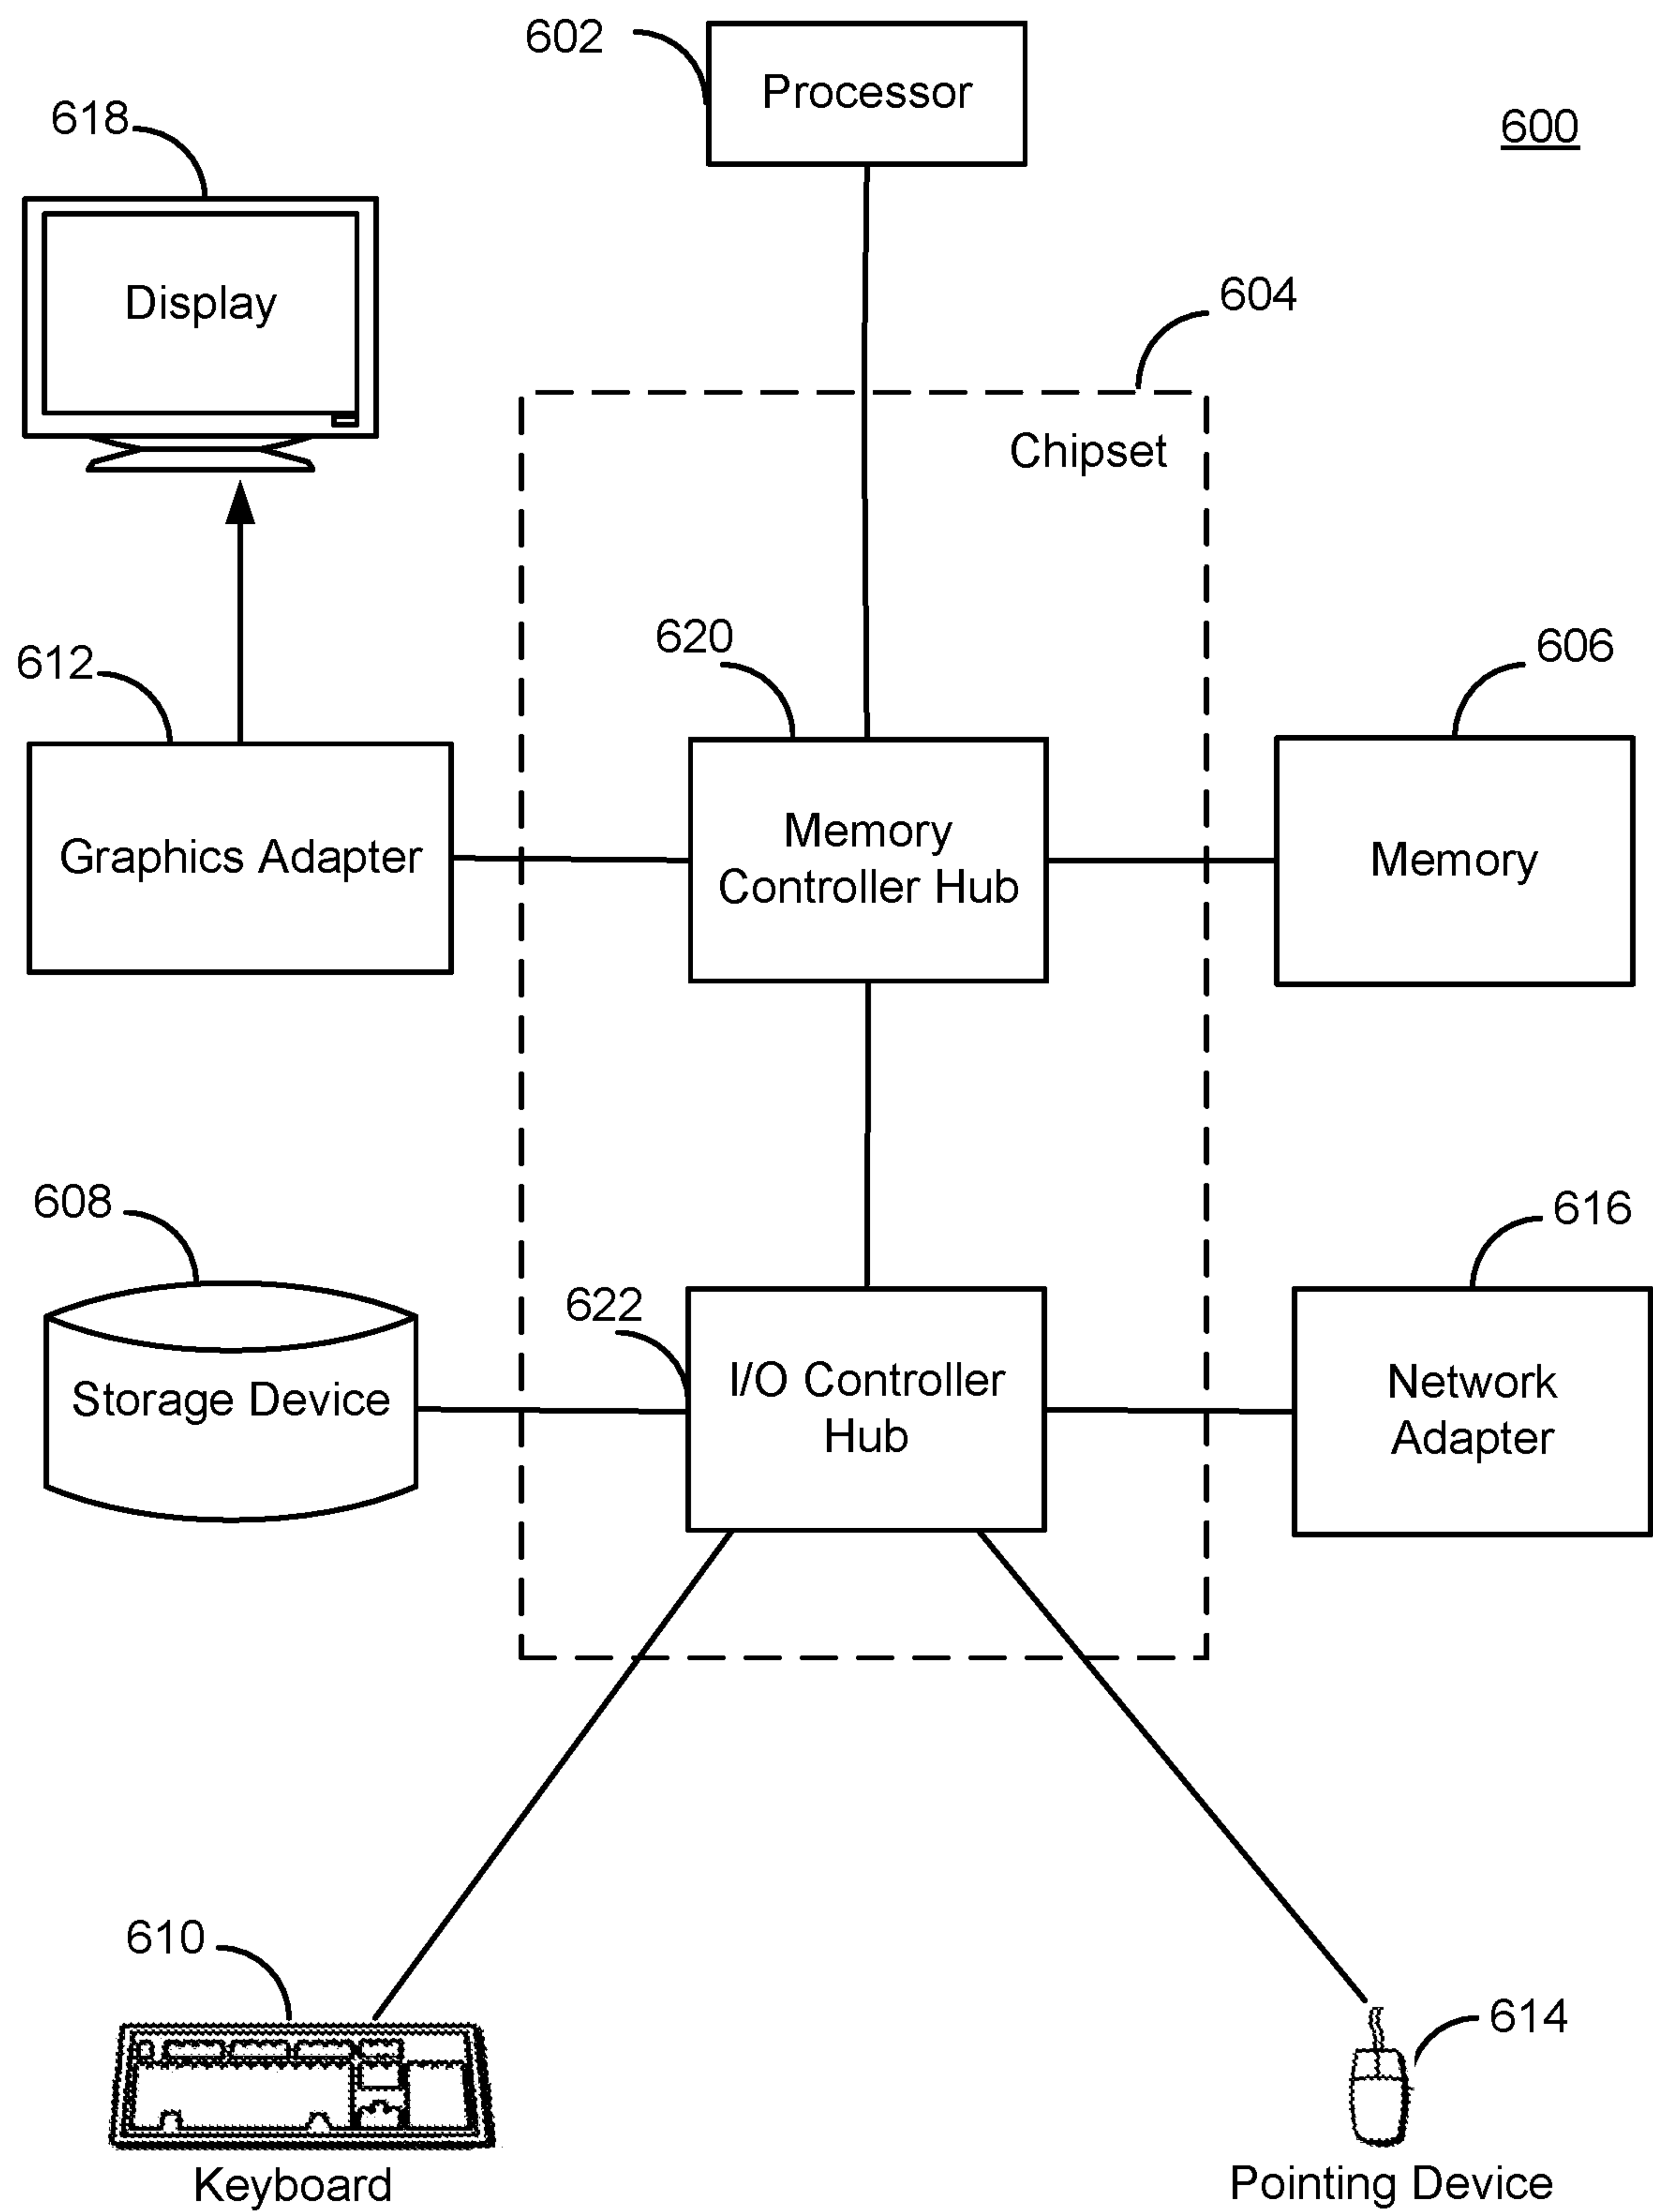 602
Processor
600
618
Display
604
Chipset
612
620
606
Graphics Adapter
Memory
Controller Hub
Memory
608
622
616
Storage Device
I/O Controller
Hub
Network
Adapter
610
614
Keyboard
Pointing Device